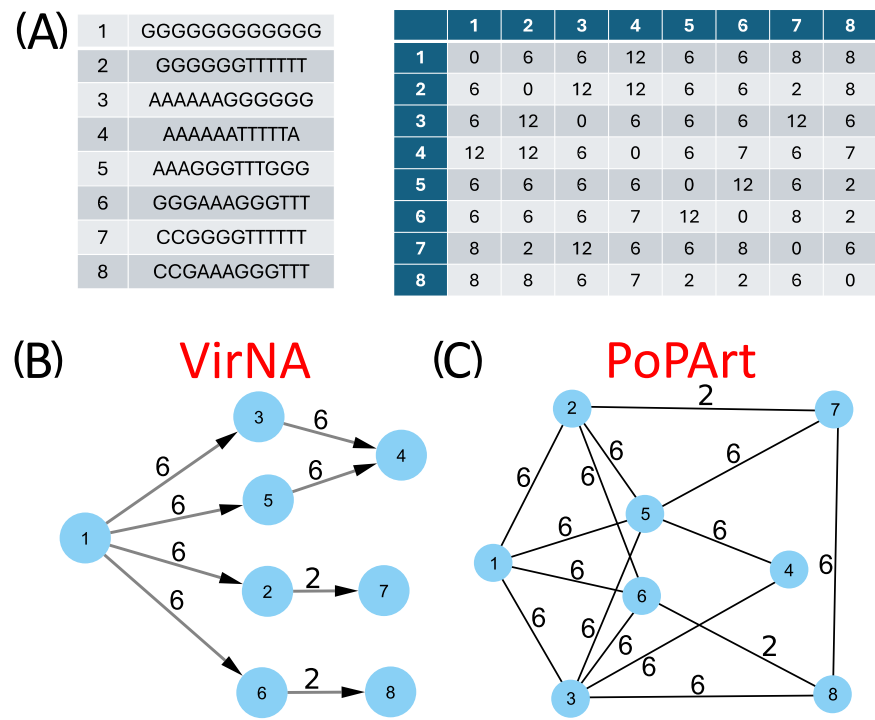 (A)
1 GGGGGGGGGGGG
2 GGGGGGTTTTTT
3 AAAAAAGGGGGG
4 AAAAAATTTTTA
5 AAAGGGTTTGGG
6 GGGAAAGGGTTT
7 CCGGGGTTTTTT
8 CCGAAAGGGTTT
1 2 3 4 5 6 7 8
1 0 6 6 12 6 6 8 8
2 6 0 12 12 6 6 2 8
3 6 12 0 6 6 6 12 6
4 12 12 6 0 6 7 6 7
5 6 6 6 6 0 12 6 2
6 6 6 6 7 12 0 8 2
7 8 2 12 6 6 8 0 6
8 8 8 6 7 2 2 6 0
(B) VirNA
3
6
4
6
6
5
6
1
6
2
2
7
6
6
2
8
(C) PoPArt
2
2
7
6
6
6
6
5
6
6
1
6
4
6
6
6
6
6
2
6
3
6
8